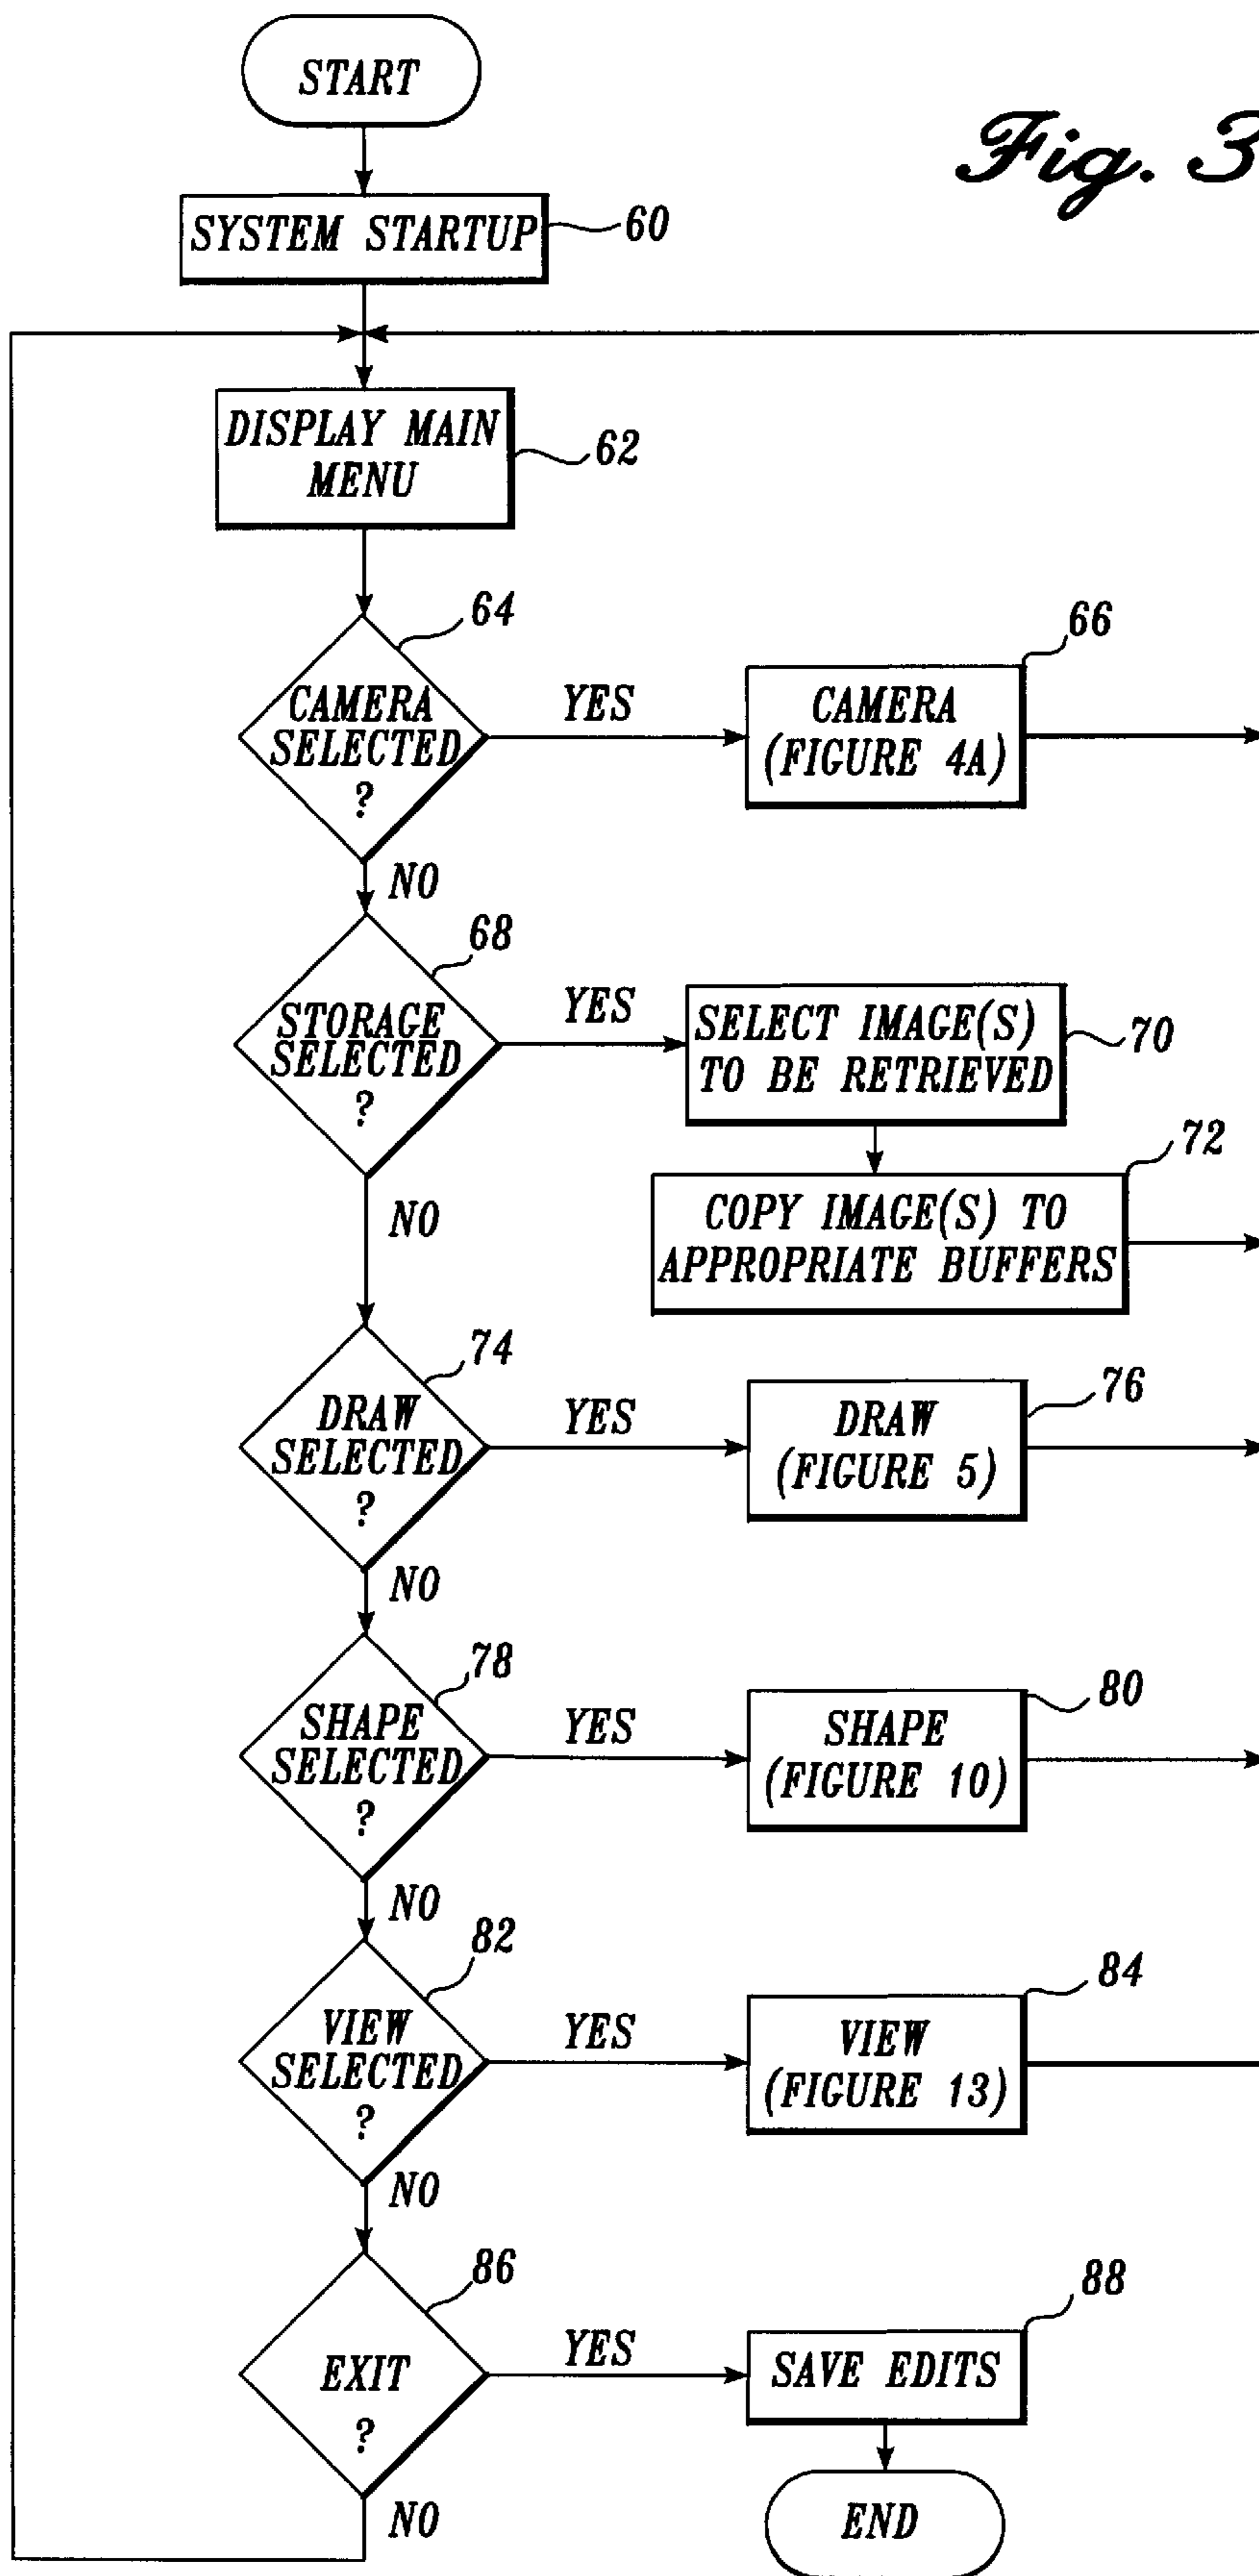 START
Fig. 3
SYSTEM STARTUP
60
DISPLAY MAIN
MENU
62
64
CAMERA
SELECTED
?
YES
66
CAMERA
(FIGURE 4A)
NO
68
STORAGE
SELECTED
?
YES
SELECT IMAGE(S)
TO BE RETRIEVED
70
72
COPY IMAGE(S) TO
APPROPRIATE BUFFERS
NO
74
DRAW
SELECTED
?
YES
76
DRAW
(FIGURE 5)
NO
78
SHAPE
SELECTED
?
YES
80
SHAPE
(FIGURE 10)
NO
82
VIEW
SELECTED
?
YES
84
VIEW
(FIGURE 13)
NO
86
EXIT
?
YES
88
SAVE EDITS
NO
END